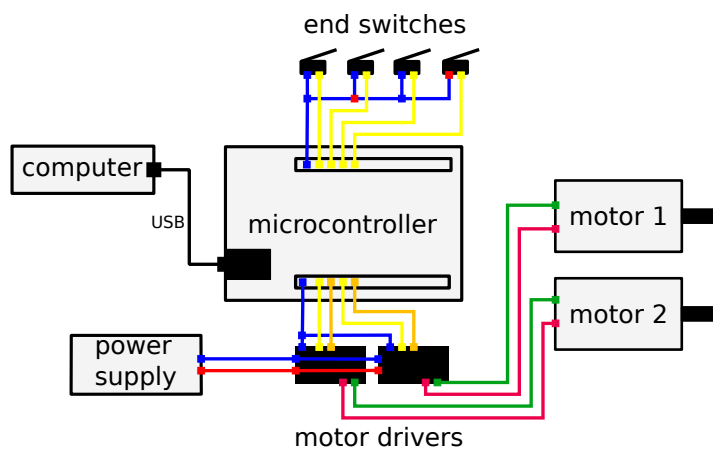 end switches
computer
USB
microcontroller
motor 1
motor 2
power
supply
motor drivers